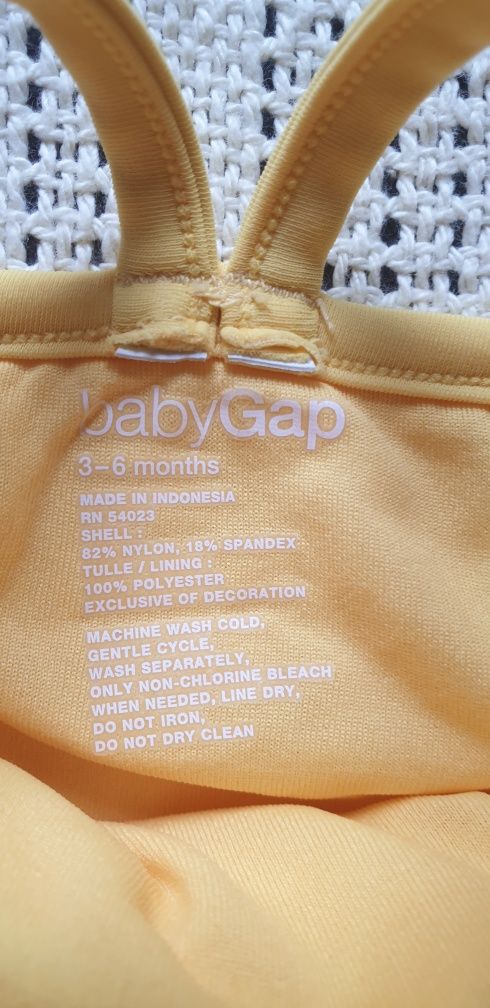 babyGap
3–6 months
MADE IN INDONESIA
RN 54023
SHELL :
82% NYLON, 18% SPANDEX
TULLE / LINING :
100% POLYESTER
EXCLUSIVE OF DECORATION
MACHINE WASH COLD,
GENTLE CYCLE,
WASH SEPARATELY,
ONLY NON-CHLORINE BLEACH
WHEN NEEDED, LINE DRY,
DO NOT IRON,
DO NOT DRY CLEAN